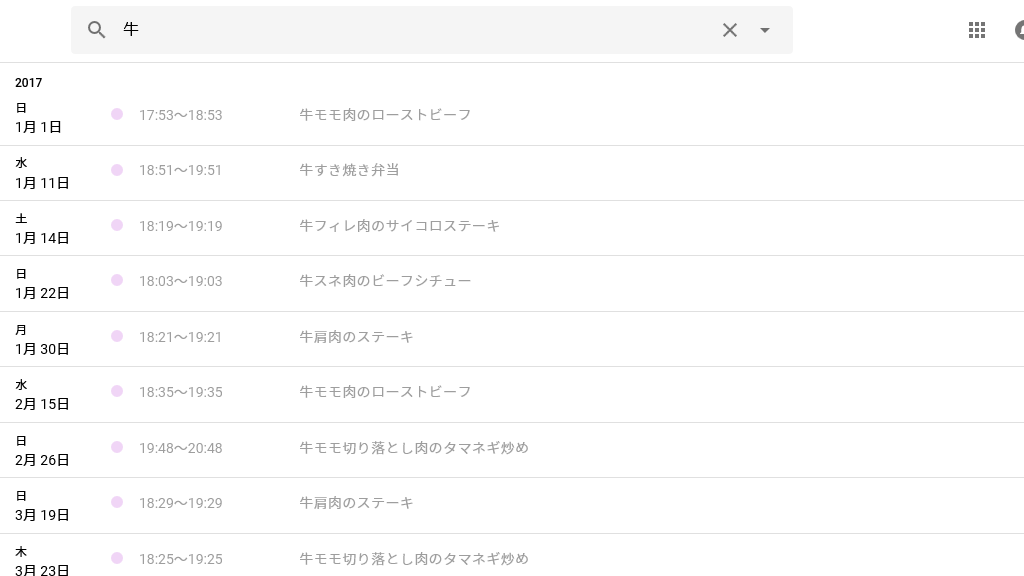 牛
2017
日
1月 1日
17:53～18:53
牛モモ肉のローストビーフ
水
1月 11日
18:51～19:51
牛すき焼き弁当
土
1月 14日
18:19～19:19
牛フィレ肉のサイコロステーキ
日
1月 22日
18:03～19:03
牛スネ肉のビーフシチュー
月
1月 30日
18:21～19:21
牛肩肉のステーキ
水
2月 15日
18:35～19:35
牛モモ肉のローストビーフ
日
2月 26日
19:48～20:48
牛モモ切り落とし肉のタマネギ炒め
日
3月 19日
18:29～19:29
牛肩肉のステーキ
木
3月 23日
18:25～19:25
牛モモ切り落とし肉のタマネギ炒め